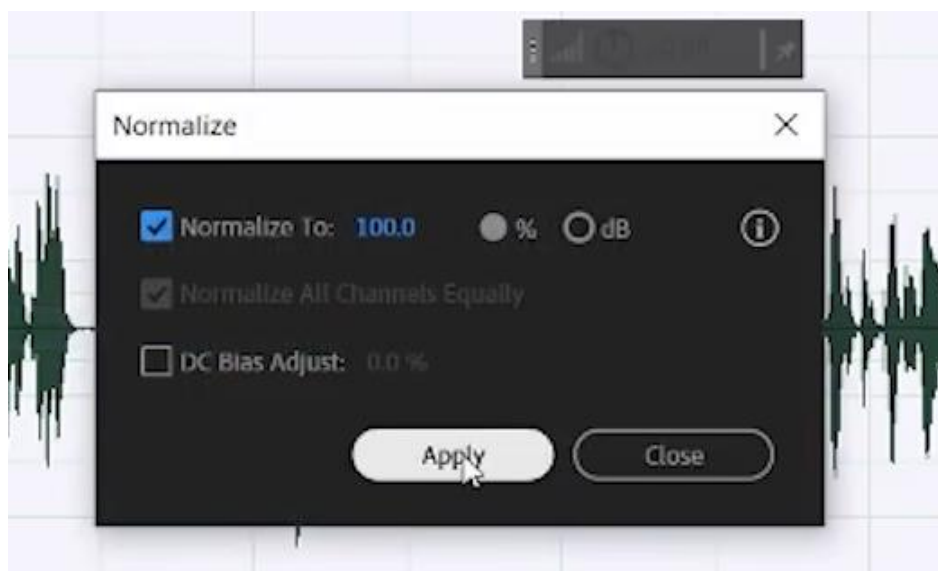 Normalize
Normalize To: 100.0 % dB
Normalize All Channels Equally
DC Bias Adjust: 0.0 %
Apply Close